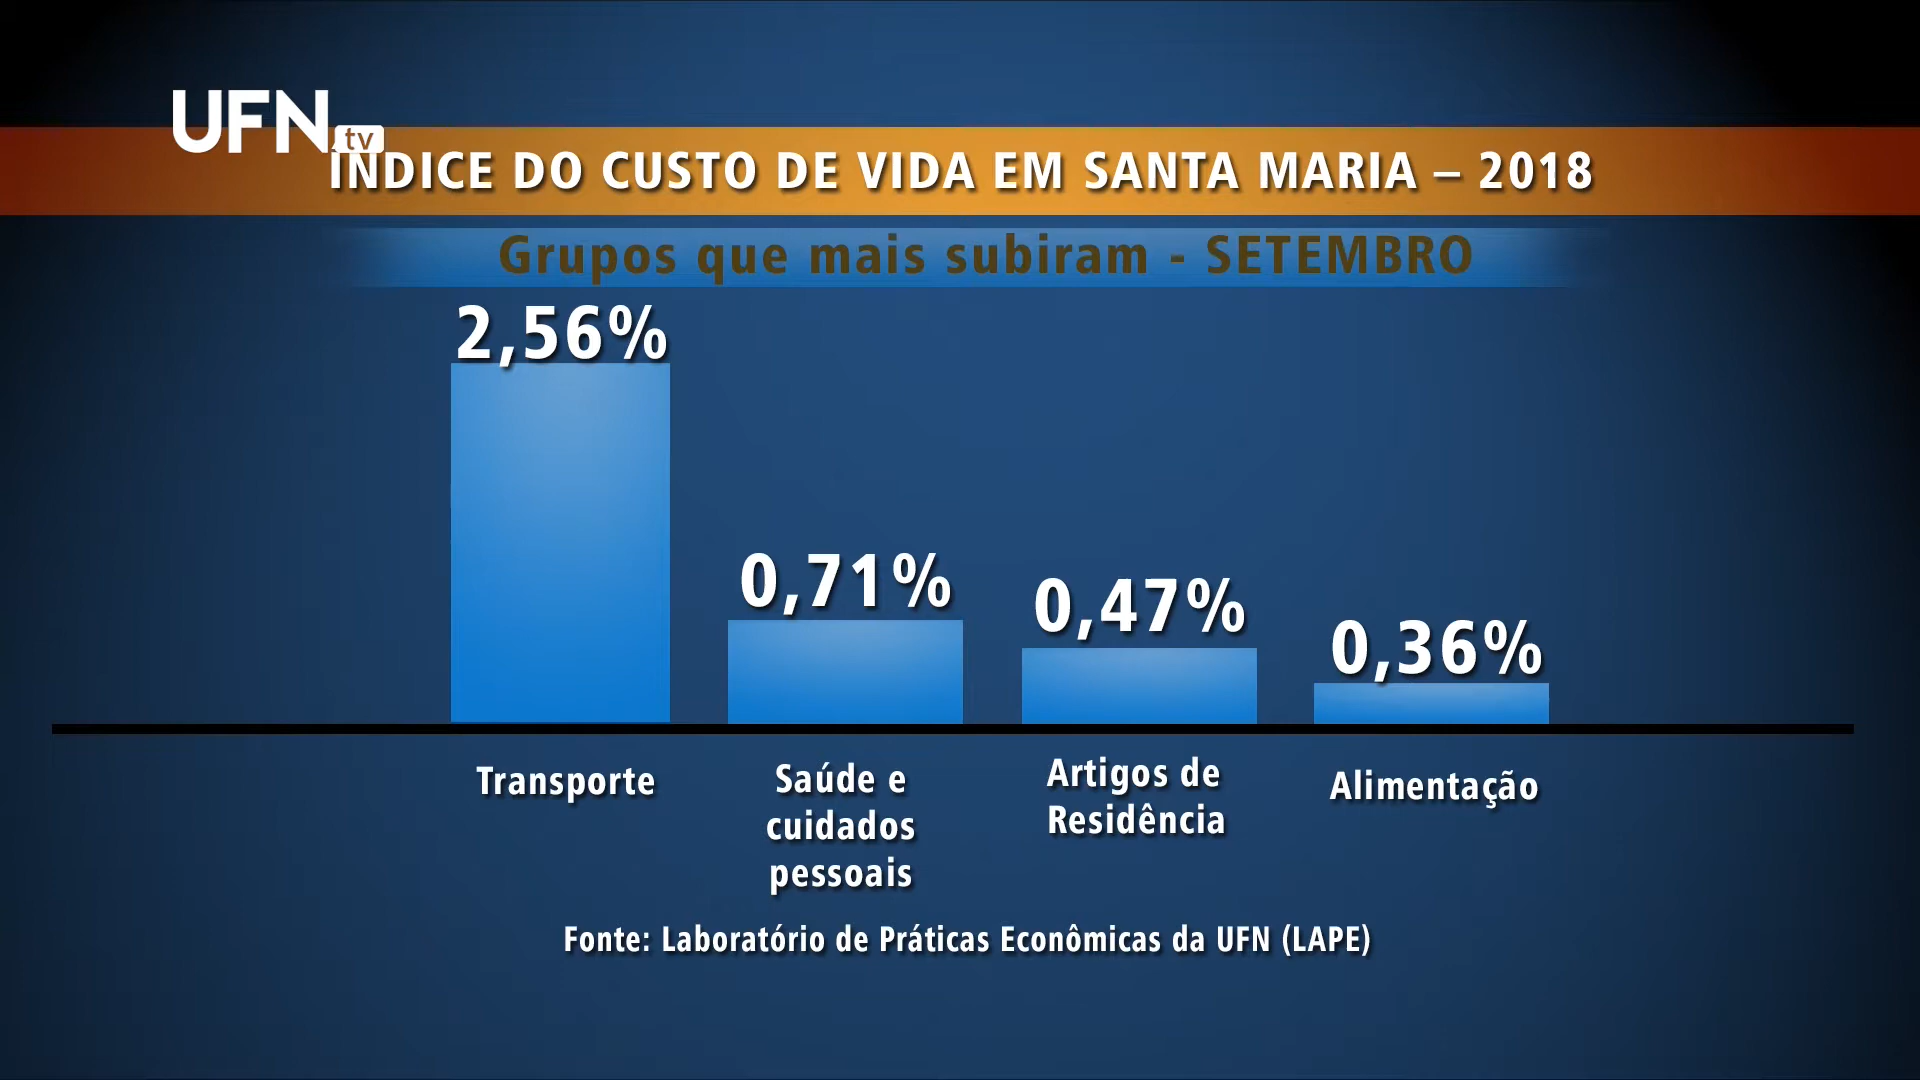 UFN.tv
ÍNDICE DO CUSTO DE VIDA EM SANTA MARIA – 2018
Grupos que mais subiram - SETEMBRO
2,56%
0,71%
0,47%
0,36%
Transporte
Saúde e
cuidados
pessoais
Artigos de
Residência
Alimentação
Fonte: Laboratório de Práticas Econômicas da UFN (LAPE)